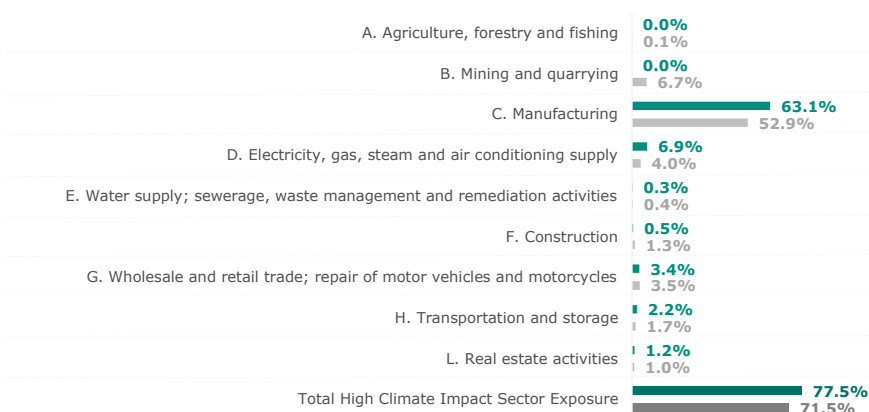 A. Agriculture, forestry and fishing
0.0%
0.1%
B. Mining and quarrying
0.0%
6.7%
C. Manufacturing
63.1%
52.9%
D. Electricity, gas, steam and air conditioning supply
6.9%
4.0%
E. Water supply; sewerage, waste management and remediation activities
0.3%
0.4%
F. Construction
0.5%
1.3%
G. Wholesale and retail trade; repair of motor vehicles and motorcycles
3.4%
3.5%
H. Transportation and storage
2.2%
1.7%
L. Real estate activities
1.2%
1.0%
Total High Climate Impact Sector Exposure
77.5%
71.5%